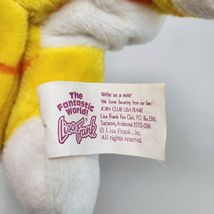 The
Fantastic
World
of
Lisa
Frank
Write us a note!
We love hearing from our fans!
JOIN CLUB LISA FRANK!
Lisa Frank Fan Club, P.O. Box
Tucson, Arizona
© Lisa Frank, Inc.
All rights reserved.